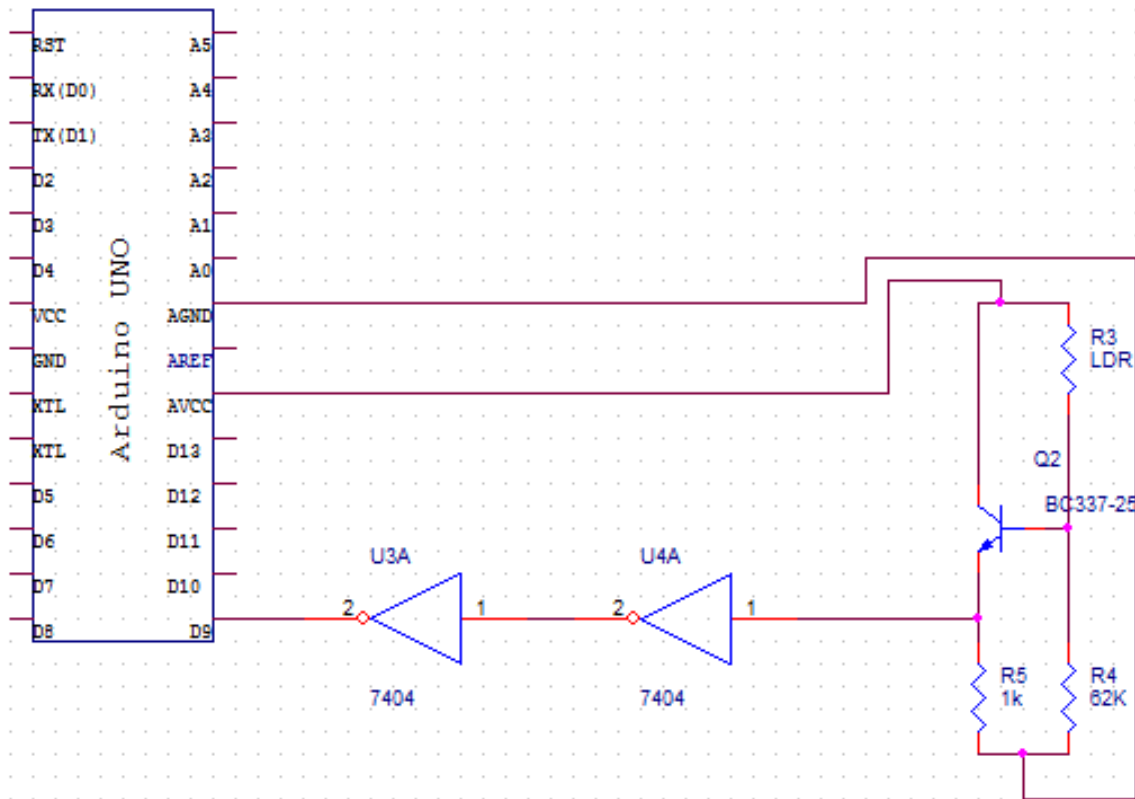 RST
RX(D0)
TX(D1)
D2
D3
D4
VCC
GND
XTL
XTL
D5
D6
D7
D8
Arduino UNO
A5
A4
A3
A2
A1
A0
AGND
AREF
AVCC
D13
D12
D11
D10
D9
U3A
2
1
7404
U4A
2
1
7404
R3
LDR
Q2
BC337-25
R5
1k
R4
62K